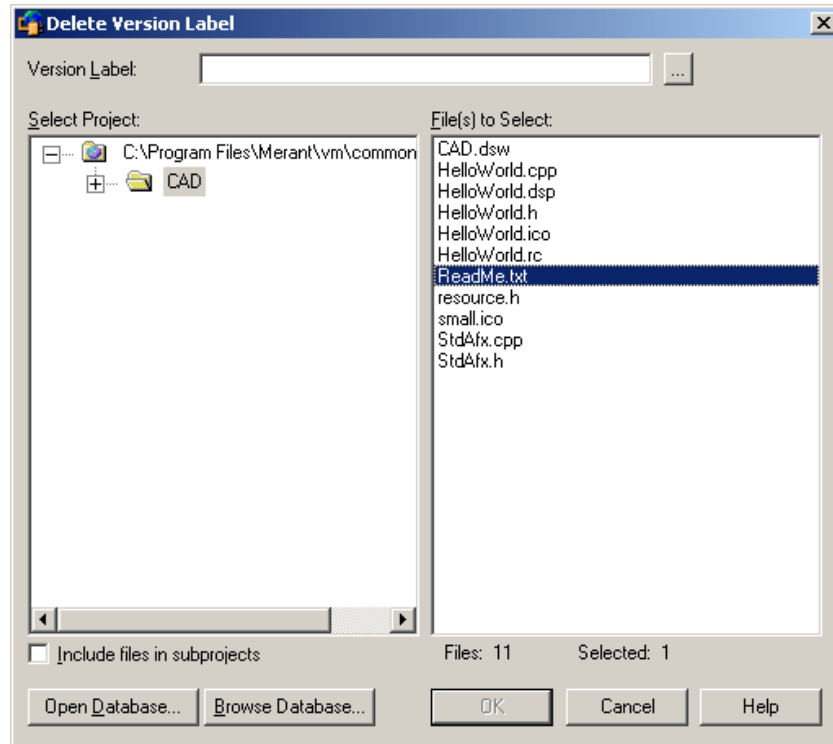 Delete Version Label
Version Label:
...
Select Project:
File(s) to Select:
C:\Program Files\Merant\vm\common
CAD
CAD.dsw
HelloWorld.cpp
HelloWorld.dsp
HelloWorld.h
HelloWorld.ico
HelloWorld.rc
ReadMe.txt
resource.h
small.ico
StdAfx.cpp
StdAfx.h
Include files in subprojects
Files: 11 Selected: 1
Open Database... Browse Database... OK Cancel Help